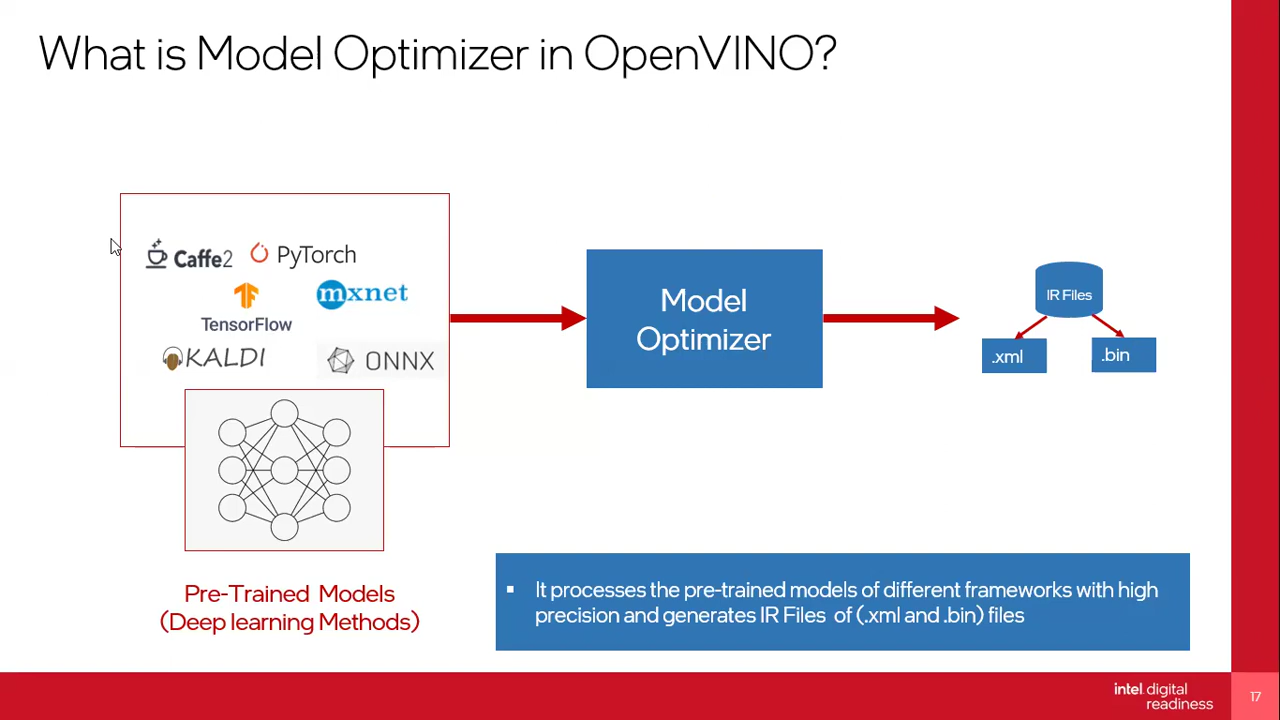 What is Model Optimizer in OpenVINO?
Caffe2
PyTorch
TensorFlow
mxnet
KALDI
ONNX
Model
Optimizer
IR Files
.xml
.bin
Pre-Trained Models
(Deep learning Methods)
▪ It processes the pre-trained models of different frameworks with high
precision and generates IR Files of (.xml and .bin) files
intel. digital
readiness
17